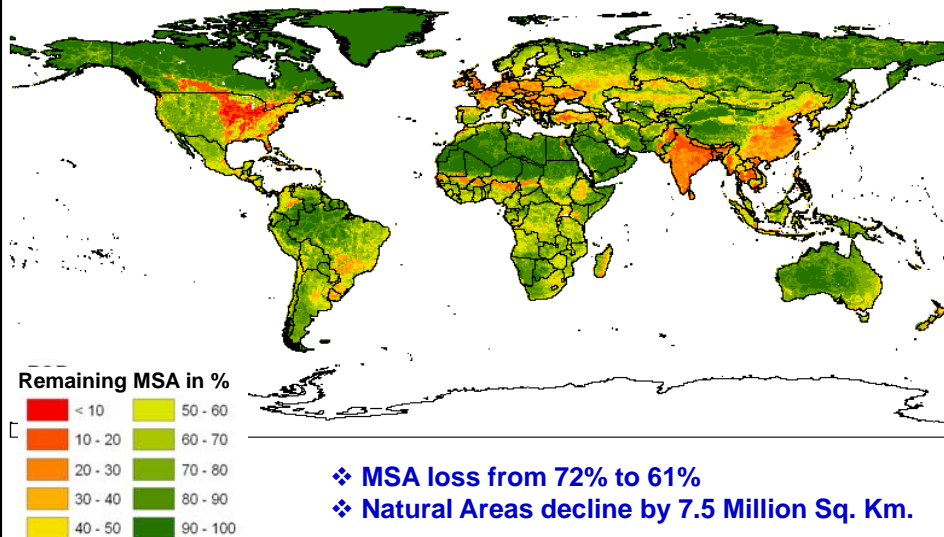 Remaining MSA in %
< 10
50 - 60
10 - 20
60 - 70
20 - 30
70 - 80
30 - 40
80 - 90
40 - 50
90 - 100
❖ MSA loss from 72% to 61%
❖ Natural Areas decline by 7.5 Million Sq. Km.